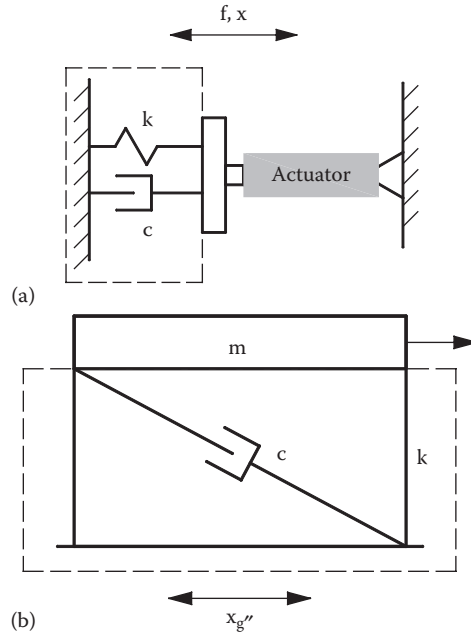 f, x
k
Actuator
c
(a)
m
c
k
(b)
x_g″